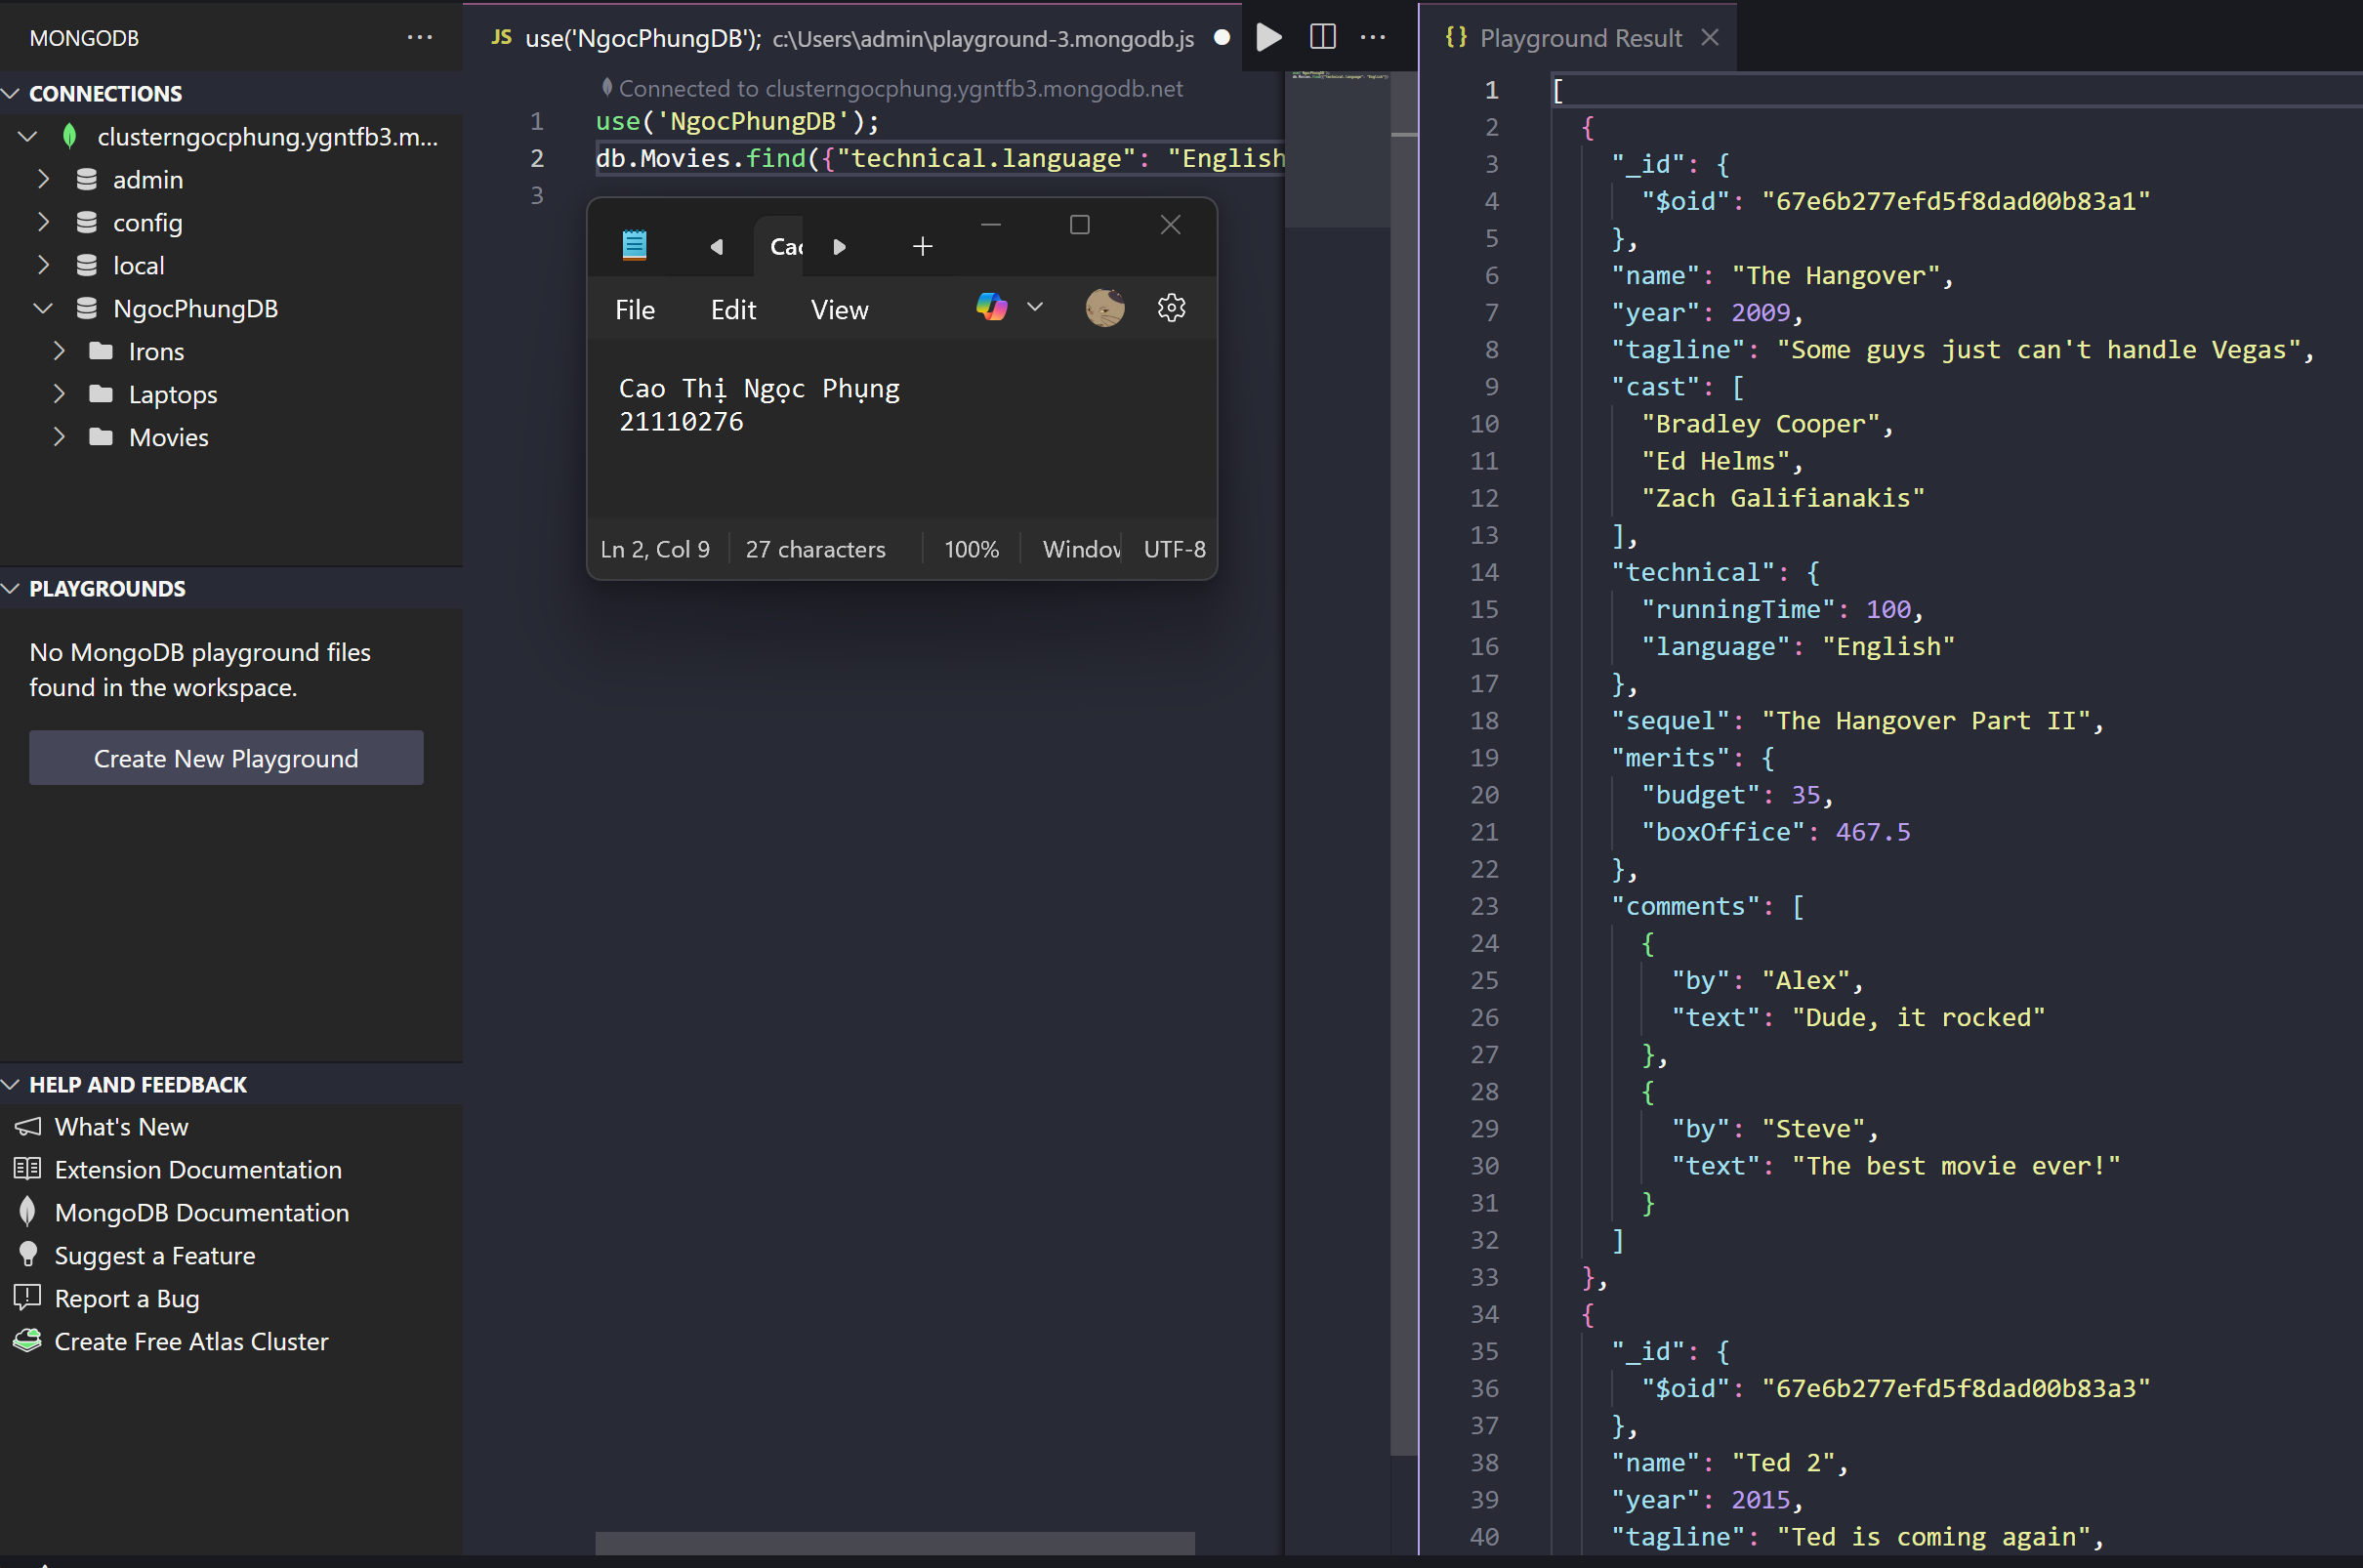 MONGODB
CONNECTIONS
clusterngocphung.ygntfb3.m...
admin
config
local
NgocPhungDB
Irons
Laptops
Movies
PLAYGROUNDS
No MongoDB playground files
found in the workspace.
Create New Playground
HELP AND FEEDBACK
What's New
Extension Documentation
MongoDB Documentation
Suggest a Feature
Report a Bug
Create Free Atlas Cluster
JS use('NgocPhungDB'); c:\Users\admin\playground-3.mongodb.js
Connected to clusterngocphung.ygntfb3.mongodb.net
1 use('NgocPhungDB');
2 db.Movies.find({"technical.language": "English
3
Cao
File Edit View
Cao Thị Ngọc Phụng
21110276
Ln 2, Col 9 27 characters 100% Window UTF-8
{} Playground Result
1 [
2 {
3 "_id": {
4 "$oid": "67e6b277efd5f8dad00b83a1"
5 },
6 "name": "The Hangover",
7 "year": 2009,
8 "tagline": "Some guys just can't handle Vegas",
9 "cast": [
10 "Bradley Cooper",
11 "Ed Helms",
12 "Zach Galifianakis"
13 ],
14 "technical": {
15 "runningTime": 100,
16 "language": "English"
17 },
18 "sequel": "The Hangover Part II",
19 "merits": {
20 "budget": 35,
21 "boxOffice": 467.5
22 },
23 "comments": [
24 {
25 "by": "Alex",
26 "text": "Dude, it rocked"
27 },
28 {
29 "by": "Steve",
30 "text": "The best movie ever!"
31 }
32 ]
33 },
34 {
35 "_id": {
36 "$oid": "67e6b277efd5f8dad00b83a3"
37 },
38 "name": "Ted 2",
39 "year": 2015,
40 "tagline": "Ted is coming again",